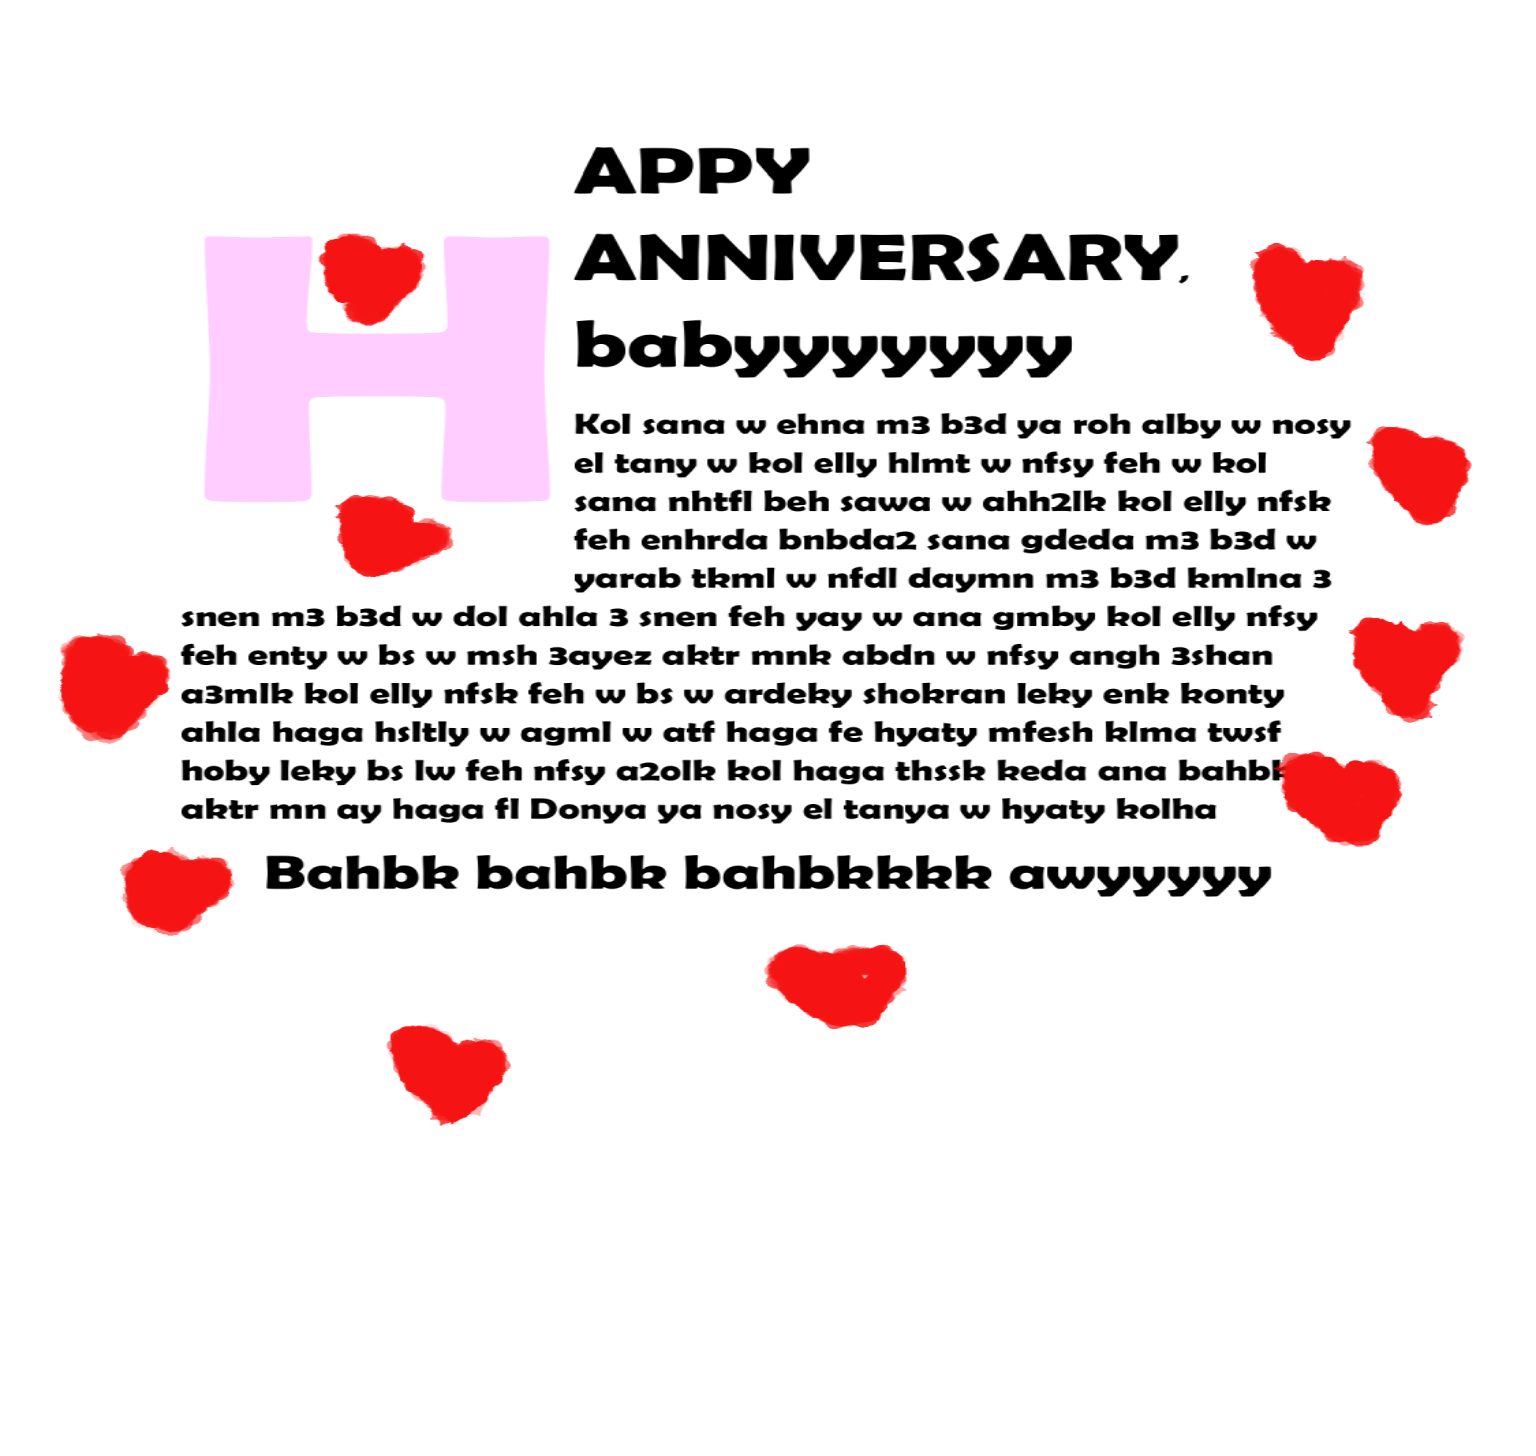 HAPPY
ANNIVERSARY,
babyyyyyyyy
Kol sana w ehna m3 b3d ya roh alby w nosy
el tany w kol elly hlmt w nfsy feh w kol
sana nhtfl beh sawa w ahh2lk kol elly nfsk
feh enhrda bnbda2 sana gdeda m3 b3d w
yarab tkml w nfdl daymn m3 b3d kmlna 3
snen m3 b3d w dol ahla 3 snen feh yay w ana gmby kol elly nfsy
feh enty w bs w msh 3ayez aktr mnk abdn w nfsy angh 3shan
a3mlk kol elly nfsk feh w bs w ardeky shokran leky enk konty
ahla haga hsltly w agml w atf haga fe hyaty mfesh klma twsf
hoby leky bs lw feh nfsy a2olk kol haga thssk keda ana bahbk
aktr mn ay haga fl Donya ya nosy el tanya w hyaty kolha
Bahbk bahbk bahbkkkk awyyyyy